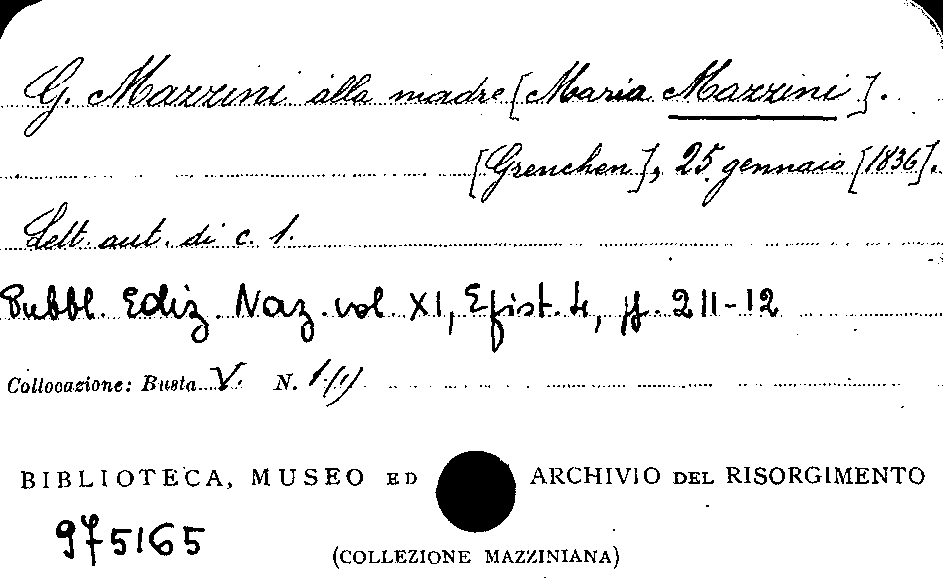 G. Mazzini alla madre [Maria Mazzini].
[Grenchen], 25 gennaio [1836].
Lett. aut. di c. 1.
Pubbl. Ediz. Naz. vol. XI, Epist. 4, pp. 211-12
Collocazione: Busta V. N. 1/(1)
BIBLIOTECA, MUSEO ED ARCHIVIO DEL RISORGIMENTO
975165
(COLLEZIONE MAZZINIANA)